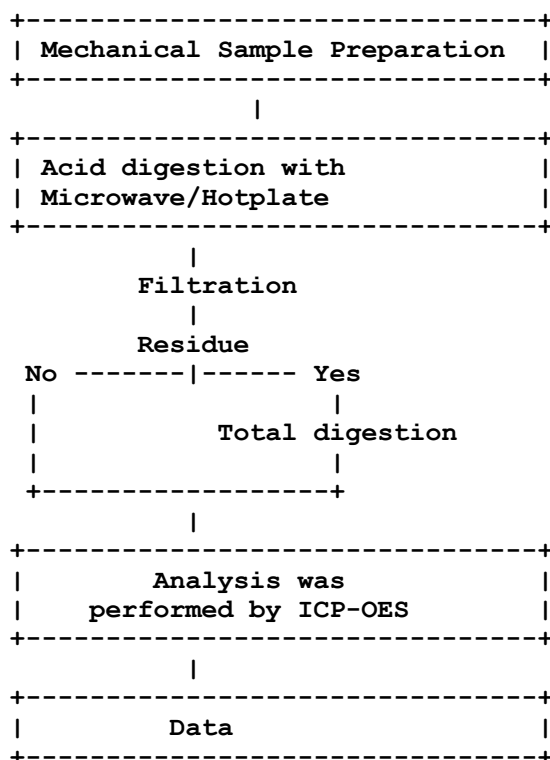 Mechanical Sample Preparation
Acid digestion with
Microwave/Hotplate
Filtration
Residue
No Yes
Total digestion
Analysis was
performed by ICP-OES
Data